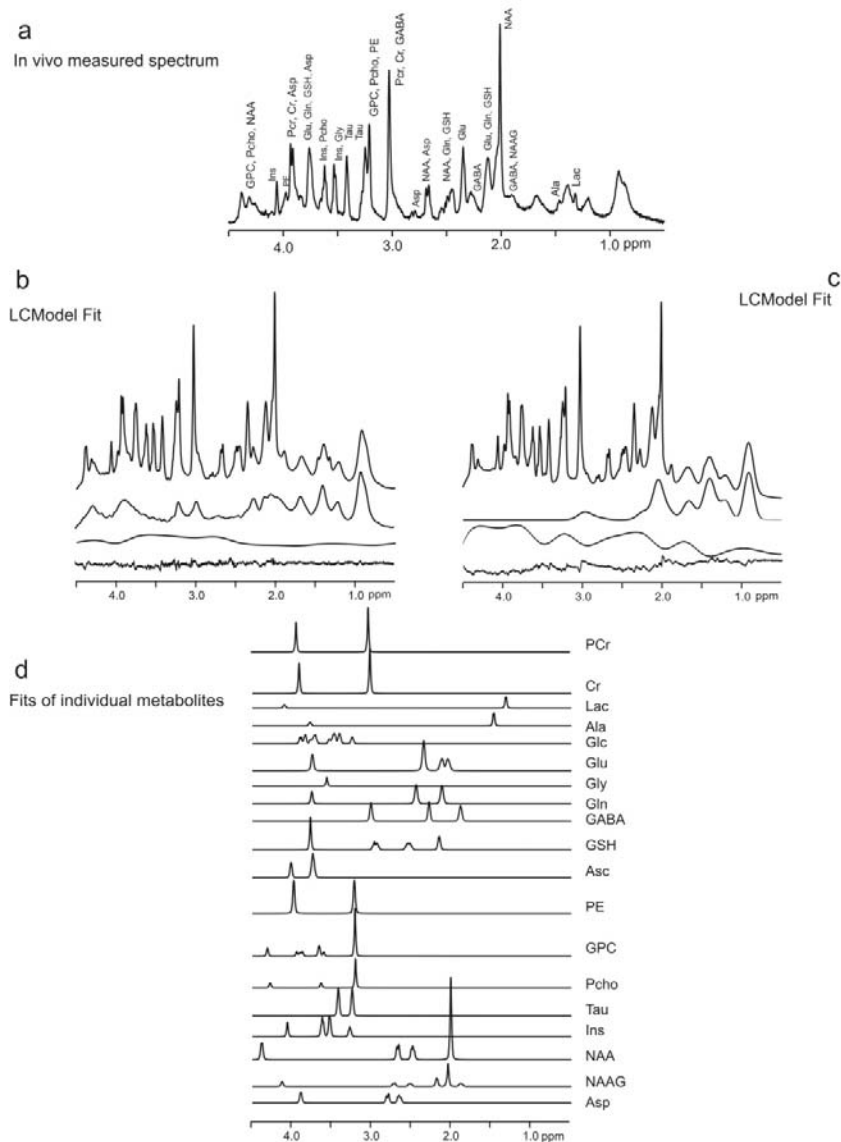 a
In vivo measured spectrum
GPC, Pcho, NAA
Ins
PE
Pcr, Cr, Asp
Glu, Gln, GSH, Asp
Ins, Pcho
Ins, Gly
Tau
Tau
GPC, Pcho, PE
Pcr, Cr, GABA
Asp
NAA, Asp
NAA, Gln, GSH
Glu
GABA
Glu, Gln, GSH
NAA
GABA, NAAG
Ala
Lac
4.0 3.0 2.0 1.0 ppm
b
LCModel Fit
4.0 3.0 2.0 1.0 ppm
c
LCModel Fit
4.0 3.0 2.0 1.0 ppm
d
Fits of individual metabolites
PCr
Cr
Lac
Ala
Glc
Glu
Gly
Gln
GABA
GSH
Asc
PE
GPC
Pcho
Tau
Ins
NAA
NAAG
Asp
4.0 3.0 2.0 1.0 ppm